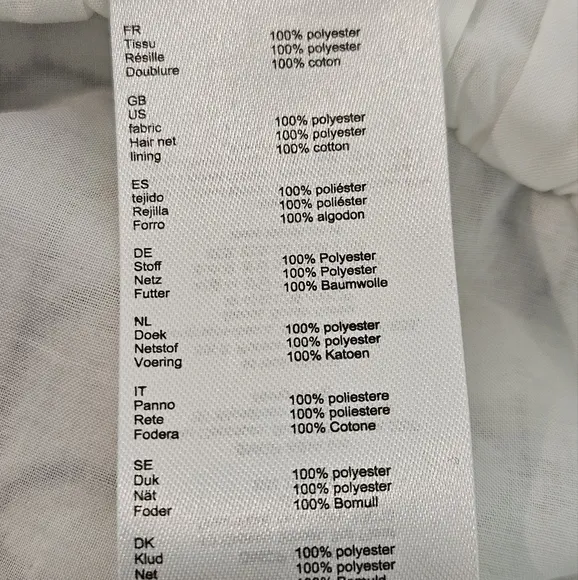 FR
Tissu 100% polyester
Résille 100% polyester
Doublure 100% coton
GB
US
fabric 100% polyester
Hair net 100% polyester
lining 100% cotton
ES
tejido 100% poliéster
Rejilla 100% poliéster
Forro 100% algodon
DE
Stoff 100% Polyester
Netz 100% Polyester
Futter 100% Baumwolle
NL
Doek 100% polyester
Netstof 100% polyester
Voering 100% Katoen
IT
Panno 100% poliestere
Rete 100% poliestere
Fodera 100% Cotone
SE
Duk 100% polyester
Nät 100% polyester
Foder 100% Bomull
DK
Klud 100% polyester
Net 100% polyester
100%